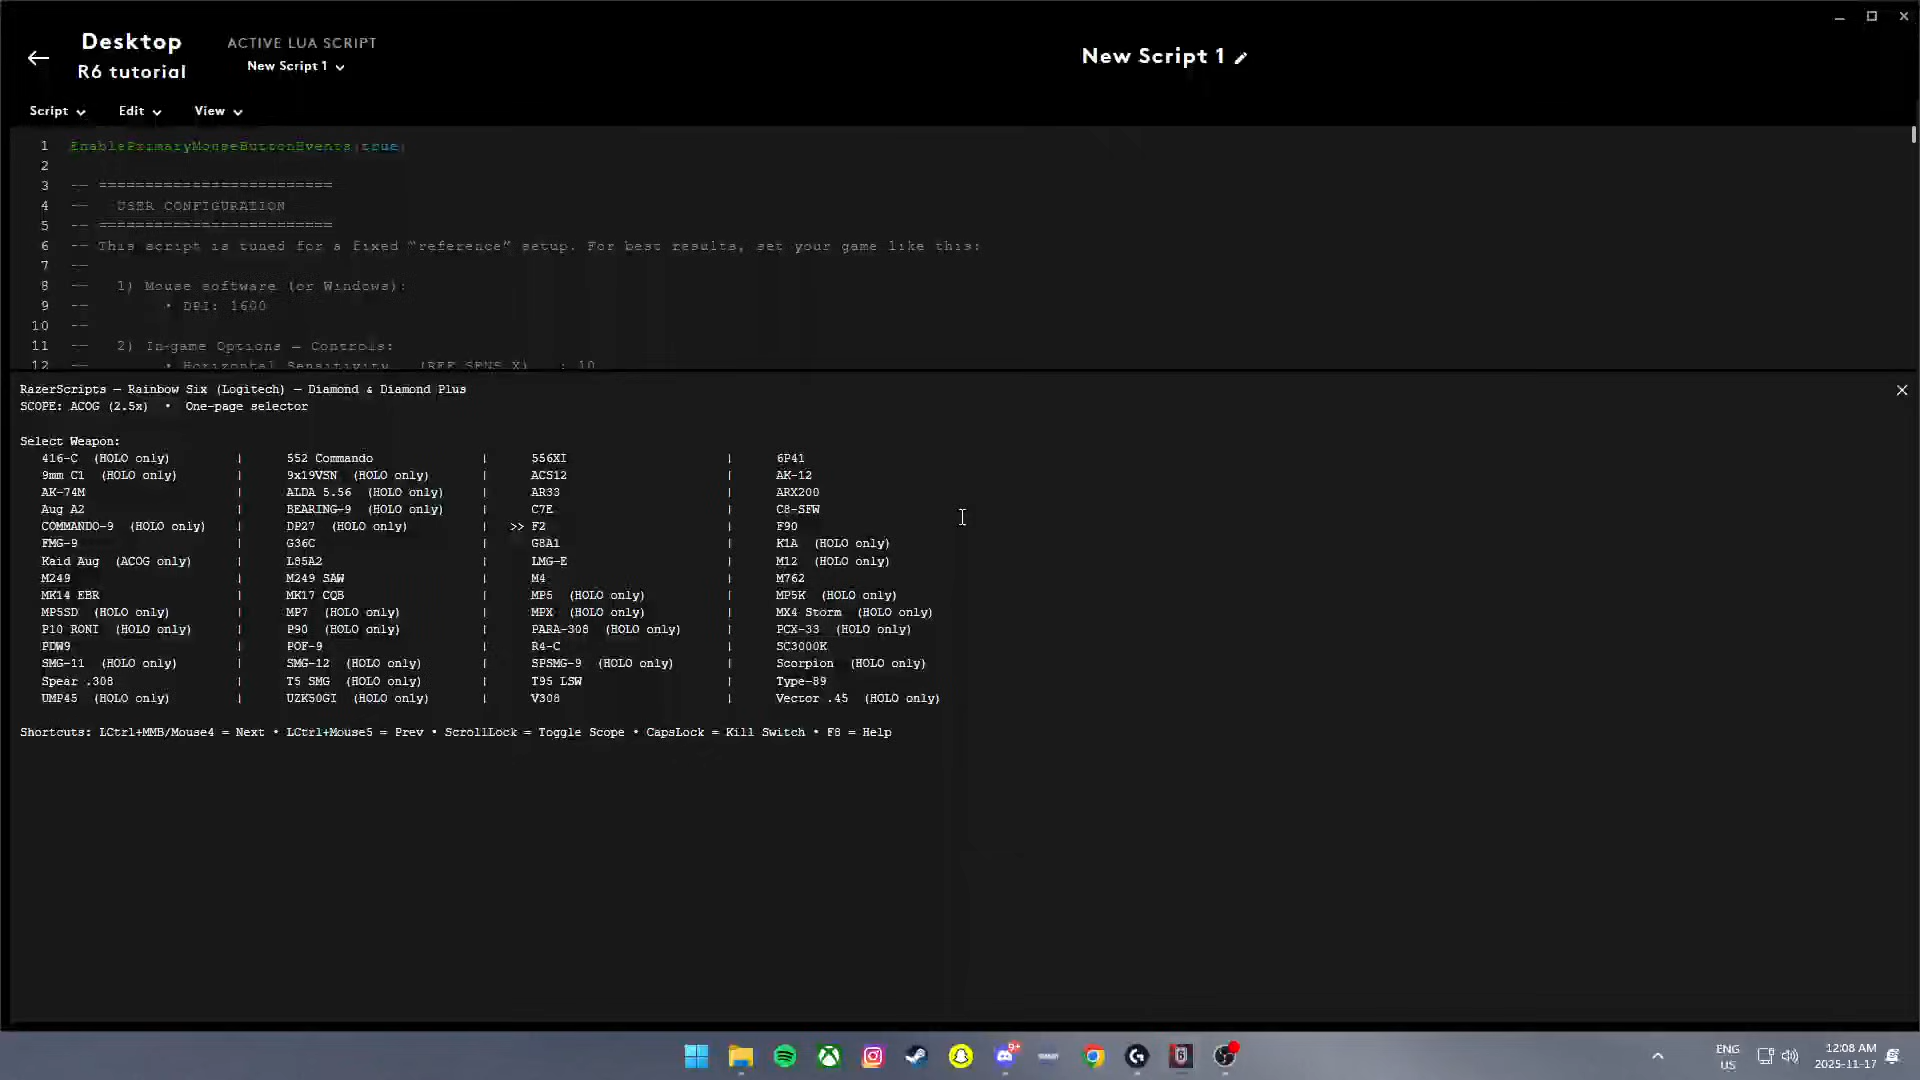 Desktop
R6 tutorial
ACTIVE LUA SCRIPT
New Script 1
New Script 1
Script Edit View
1 EnablePrimaryMouseButtonEvents(true)
2
3 -- =========================
4 -- USER CONFIGURATION
5 -- =========================
6 -- This script is tuned for a fixed “reference” setup. For best results, set your game like this:
7 --
8 -- 1) Mouse software (or Windows):
9 -- • DPI: 1600
10 --
11 -- 2) In-game Options – Controls:
12 -- • Horizontal Sensitivity (REF_SENS_X) : 10
RazerScripts — Rainbow Six (Logitech) — Diamond & Diamond Plus
SCOPE: ACOG (2.5x) • One-page selector
Select Weapon:
416-C (HOLO only) | 552 Commando | 556XI | 6P41
9mm C1 (HOLO only) | 9x19VSN (HOLO only) | ACS12 | AK-12
AK-74M | ALDA 5.56 (HOLO only) | AR33 | ARX200
Aug A2 | BEARING-9 (HOLO only) | C7E | C8-SFW
COMMANDO-9 (HOLO only) | DP27 (HOLO only) | >> F2 | F90
FMG-9 | G36C | G8A1 | K1A (HOLO only)
Kaid Aug (ACOG only) | L85A2 | LMG-E | M12 (HOLO only)
M249 | M249 SAW | M4 | M762
MK14 EBR | MK17 CQB | MP5 (HOLO only) | MP5K (HOLO only)
MP5SD (HOLO only) | MP7 (HOLO only) | MPX (HOLO only) | MX4 Storm (HOLO only)
P10 RONI (HOLO only) | P90 (HOLO only) | PARA-308 (HOLO only) | PCX-33 (HOLO only)
PDW9 | POF-9 | R4-C | SC3000K
SMG-11 (HOLO only) | SMG-12 (HOLO only) | SPSMG-9 (HOLO only) | Scorpion (HOLO only)
Spear .308 | T5 SMG (HOLO only) | T95 LSW | Type-89
UMP45 (HOLO only) | UZK50GI (HOLO only) | V308 | Vector .45 (HOLO only)
Shortcuts: LCtrl+MMB/Mouse4 = Next • LCtrl+Mouse5 = Prev • ScrollLock = Toggle Scope • CapsLock = Kill Switch • F8 = Help
9+
6
ENG
US
12:08 AM
2025-11-17